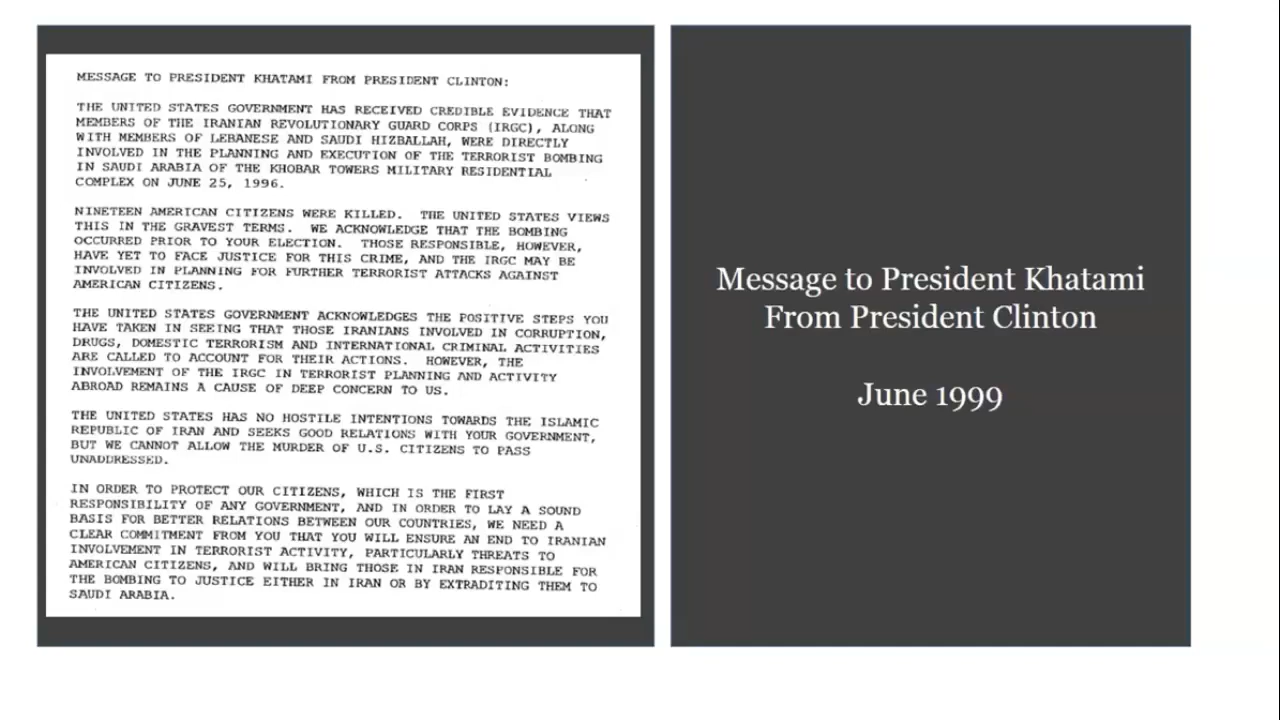 MESSAGE TO PRESIDENT KHATAMI FROM PRESIDENT CLINTON:
THE UNITED STATES GOVERNMENT HAS RECEIVED CREDIBLE EVIDENCE THAT
MEMBERS OF THE IRANIAN REVOLUTIONARY GUARD CORPS (IRGC), ALONG
WITH MEMBERS OF LEBANESE AND SAUDI HIZBALLAH, WERE DIRECTLY
INVOLVED IN THE PLANNING AND EXECUTION OF THE TERRORIST BOMBING
IN SAUDI ARABIA OF THE KHOBAR TOWERS MILITARY RESIDENTIAL
COMPLEX ON JUNE 25, 1996.
NINETEEN AMERICAN CITIZENS WERE KILLED. THE UNITED STATES VIEWS
THIS IN THE GRAVEST TERMS. WE ACKNOWLEDGE THAT THE BOMBING
OCCURRED PRIOR TO YOUR ELECTION. THOSE RESPONSIBLE, HOWEVER,
HAVE YET TO FACE JUSTICE FOR THIS CRIME, AND THE IRGC MAY BE
INVOLVED IN PLANNING FOR FURTHER TERRORIST ATTACKS AGAINST
AMERICAN CITIZENS.
THE UNITED STATES GOVERNMENT ACKNOWLEDGES THE POSITIVE STEPS YOU
HAVE TAKEN IN SEEING THAT THOSE IRANIANS INVOLVED IN CORRUPTION,
DRUGS, DOMESTIC TERRORISM AND INTERNATIONAL CRIMINAL ACTIVITIES
ARE CALLED TO ACCOUNT FOR THEIR ACTIONS. HOWEVER, THE
INVOLVEMENT OF THE IRGC IN TERRORIST PLANNING AND ACTIVITY
ABROAD REMAINS A CAUSE OF DEEP CONCERN TO US.
THE UNITED STATES HAS NO HOSTILE INTENTIONS TOWARDS THE ISLAMIC
REPUBLIC OF IRAN AND SEEKS GOOD RELATIONS WITH YOUR GOVERNMENT,
BUT WE CANNOT ALLOW THE MURDER OF U.S. CITIZENS TO PASS
UNADDRESSED.
IN ORDER TO PROTECT OUR CITIZENS, WHICH IS THE FIRST
RESPONSIBILITY OF ANY GOVERNMENT, AND IN ORDER TO LAY A SOUND
BASIS FOR BETTER RELATIONS BETWEEN OUR COUNTRIES, WE NEED A
CLEAR COMMITMENT FROM YOU THAT YOU WILL ENSURE AN END TO IRANIAN
INVOLVEMENT IN TERRORIST ACTIVITY, PARTICULARLY THREATS TO
AMERICAN CITIZENS, AND WILL BRING THOSE IN IRAN RESPONSIBLE FOR
THE BOMBING TO JUSTICE EITHER IN IRAN OR BY EXTRADITING THEM TO
SAUDI ARABIA.
Message to President Khatami
From President Clinton
June 1999